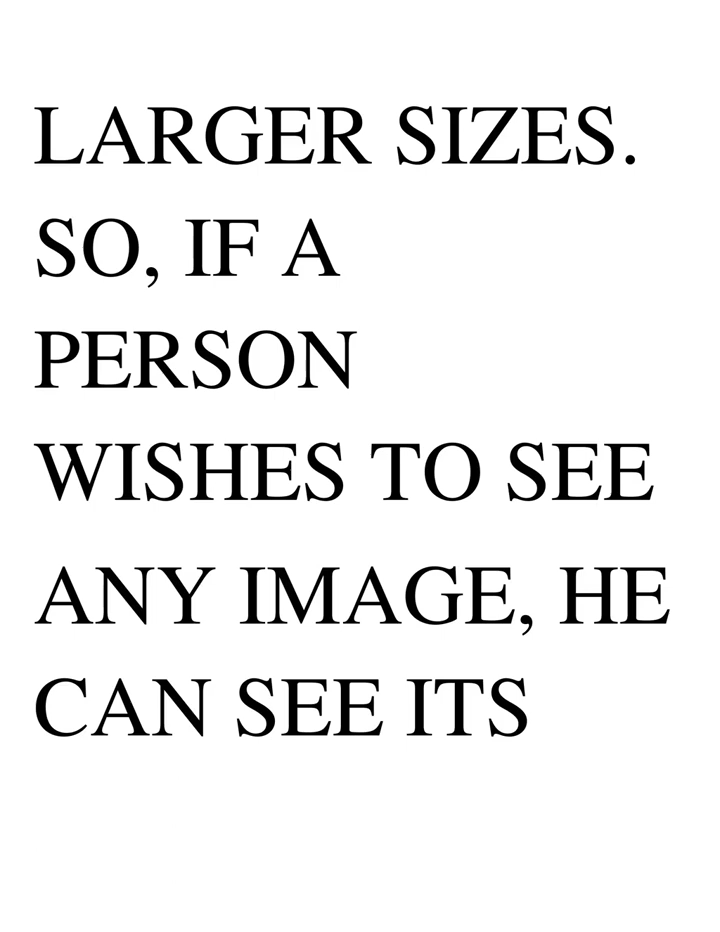 LARGER SIZES.
SO, IF A
PERSON
WISHES TO SEE
ANY IMAGE, HE
CAN SEE ITS